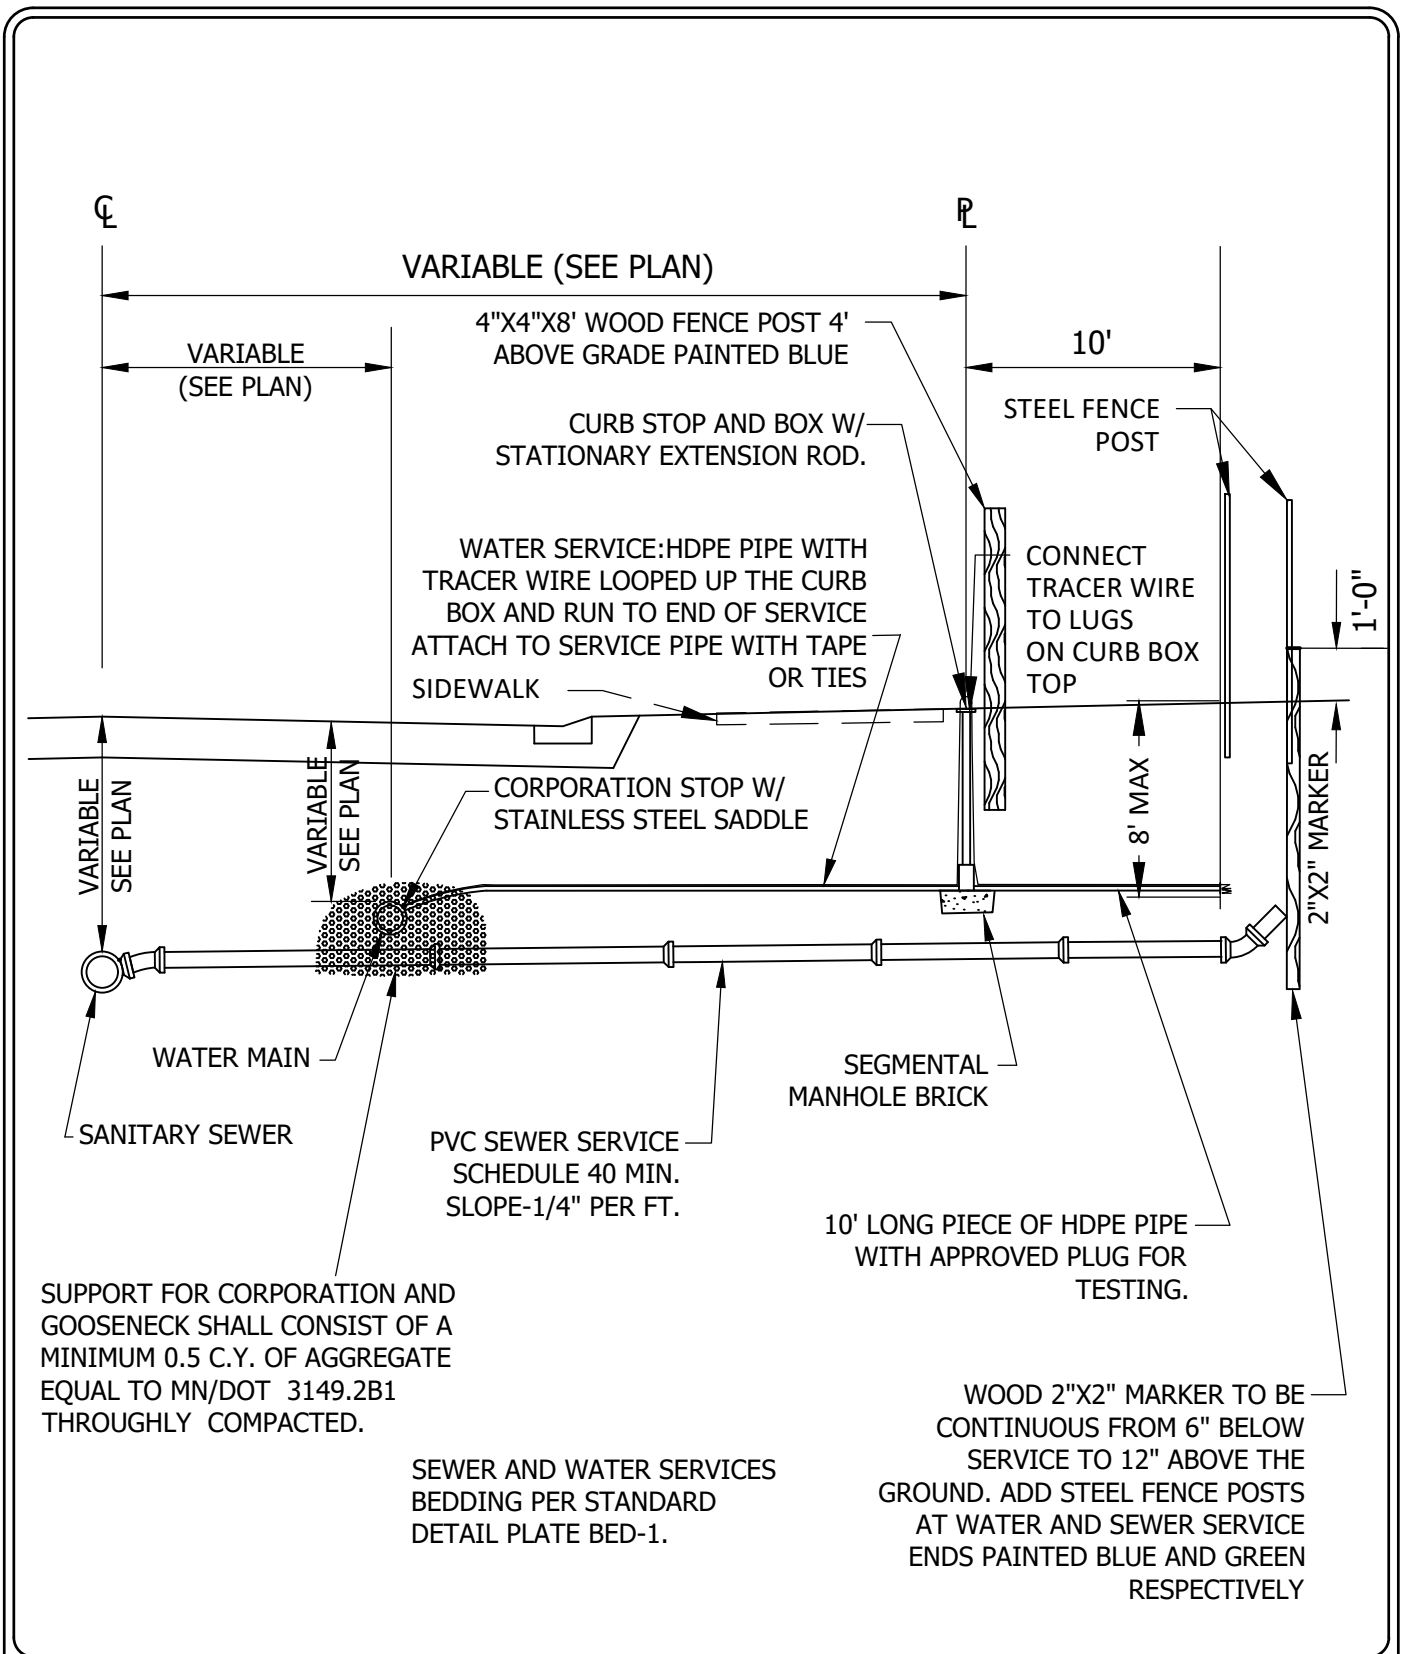 ℄
PL
VARIABLE (SEE PLAN)
4"X4"X8' WOOD FENCE POST 4'
ABOVE GRADE PAINTED BLUE
VARIABLE
(SEE PLAN)
10'
STEEL FENCE
POST
CURB STOP AND BOX W/
STATIONARY EXTENSION ROD.
WATER SERVICE:HDPE PIPE WITH
TRACER WIRE LOOPED UP THE CURB
BOX AND RUN TO END OF SERVICE
ATTACH TO SERVICE PIPE WITH TAPE
OR TIES
CONNECT
TRACER WIRE
TO LUGS
ON CURB BOX
TOP
1'-0"
SIDEWALK
VARIABLE
SEE PLAN
VARIABLE
SEE PLAN
CORPORATION STOP W/
STAINLESS STEEL SADDLE
8' MAX
2"X2" MARKER
WATER MAIN
SEGMENTAL
MANHOLE BRICK
SANITARY SEWER
PVC SEWER SERVICE
SCHEDULE 40 MIN.
SLOPE-1/4" PER FT.
10' LONG PIECE OF HDPE PIPE
WITH APPROVED PLUG FOR
TESTING.
SUPPORT FOR CORPORATION AND
GOOSENECK SHALL CONSIST OF A
MINIMUM 0.5 C.Y. OF AGGREGATE
EQUAL TO MN/DOT 3149.2B1
THROUGHLY COMPACTED.
WOOD 2"X2" MARKER TO BE
CONTINUOUS FROM 6" BELOW
SERVICE TO 12" ABOVE THE
GROUND. ADD STEEL FENCE POSTS
AT WATER AND SEWER SERVICE
ENDS PAINTED BLUE AND GREEN
RESPECTIVELY
SEWER AND WATER SERVICES
BEDDING PER STANDARD
DETAIL PLATE BED-1.